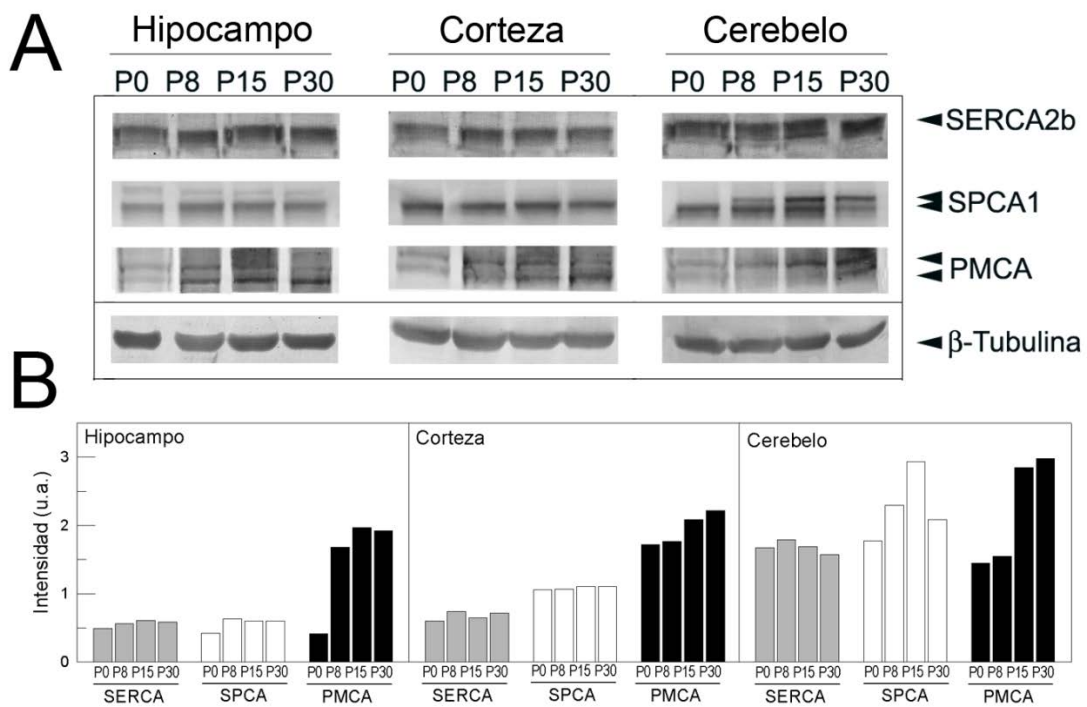 A
Hipocampo Corteza Cerebelo
P0 P8 P15 P30 P0 P8 P15 P30 P0 P8 P15 P30
SERCA2b
SPCA1
PMCA
β-Tubulina
B
Hipocampo Corteza Cerebelo
Intensidad (u.a.)
3
2
1
0
P0 P8 P15 P30 P0 P8 P15 P30 P0 P8 P15 P30 P0 P8 P15 P30 P0 P8 P15 P30 P0 P8 P15 P30 P0 P8 P15 P30 P0 P8 P15 P30 P0 P8 P15 P30
SERCA SPCA PMCA SERCA SPCA PMCA SERCA SPCA PMCA